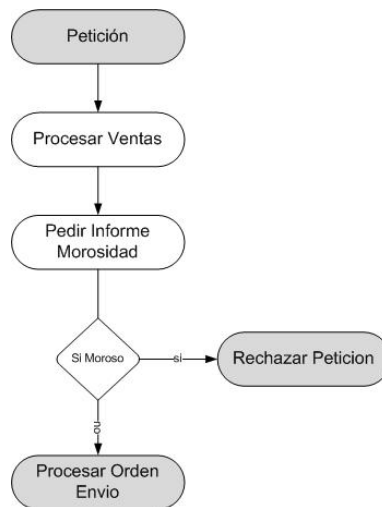 Petición
Procesar Ventas
Pedir Informe
Morosidad
Si Moroso
si
Rechazar Peticion
no
Procesar Orden
Envio